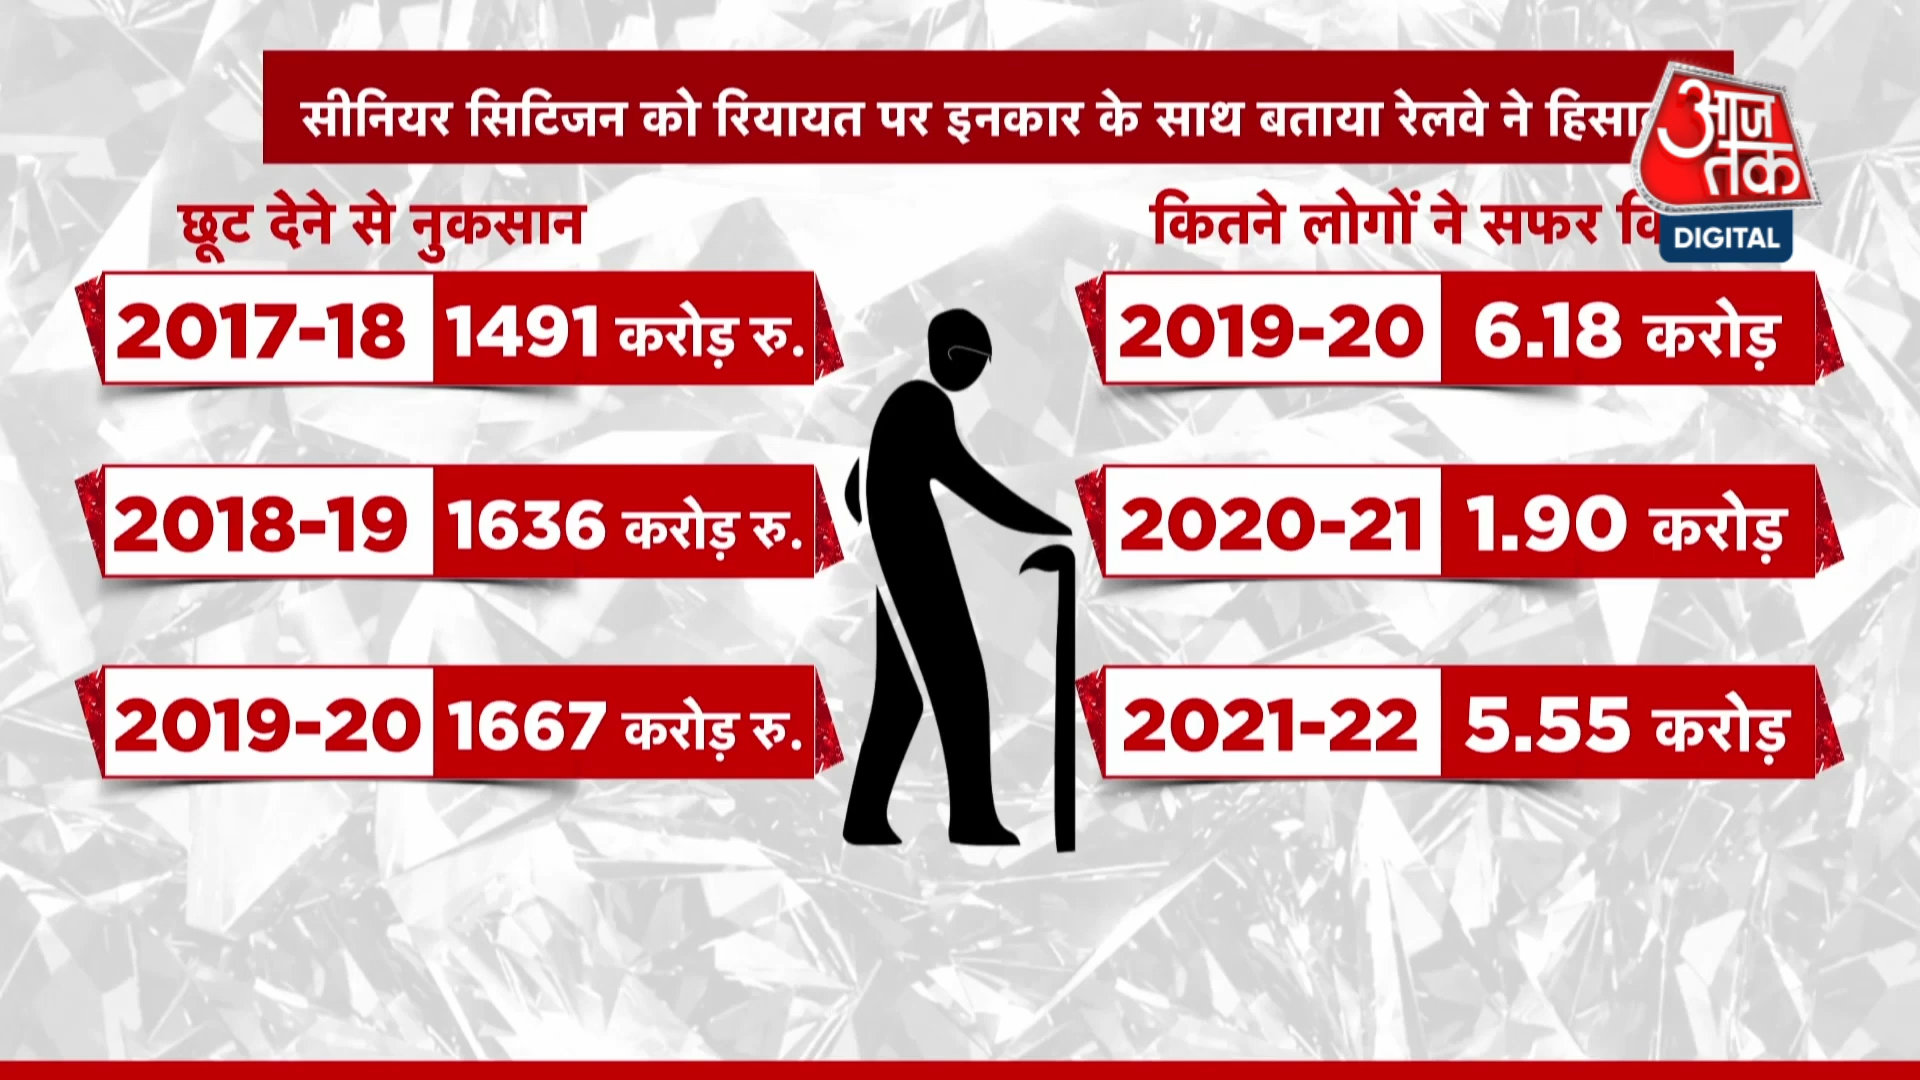 सीनियर सिटिजन को रियायत पर इनकार के साथ बताया रेलवे ने
आज
तक
DIGITAL
छूट देने से नुकसान
2017-18 1491 करोड़ रु.
2018-19 1636 करोड़ रु.
2019-20 1667 करोड़ रु.
कितने लोगों ने सफर
2019-20 6.18 करोड़
2020-21 1.90 करोड़
2021-22 5.55 करोड़